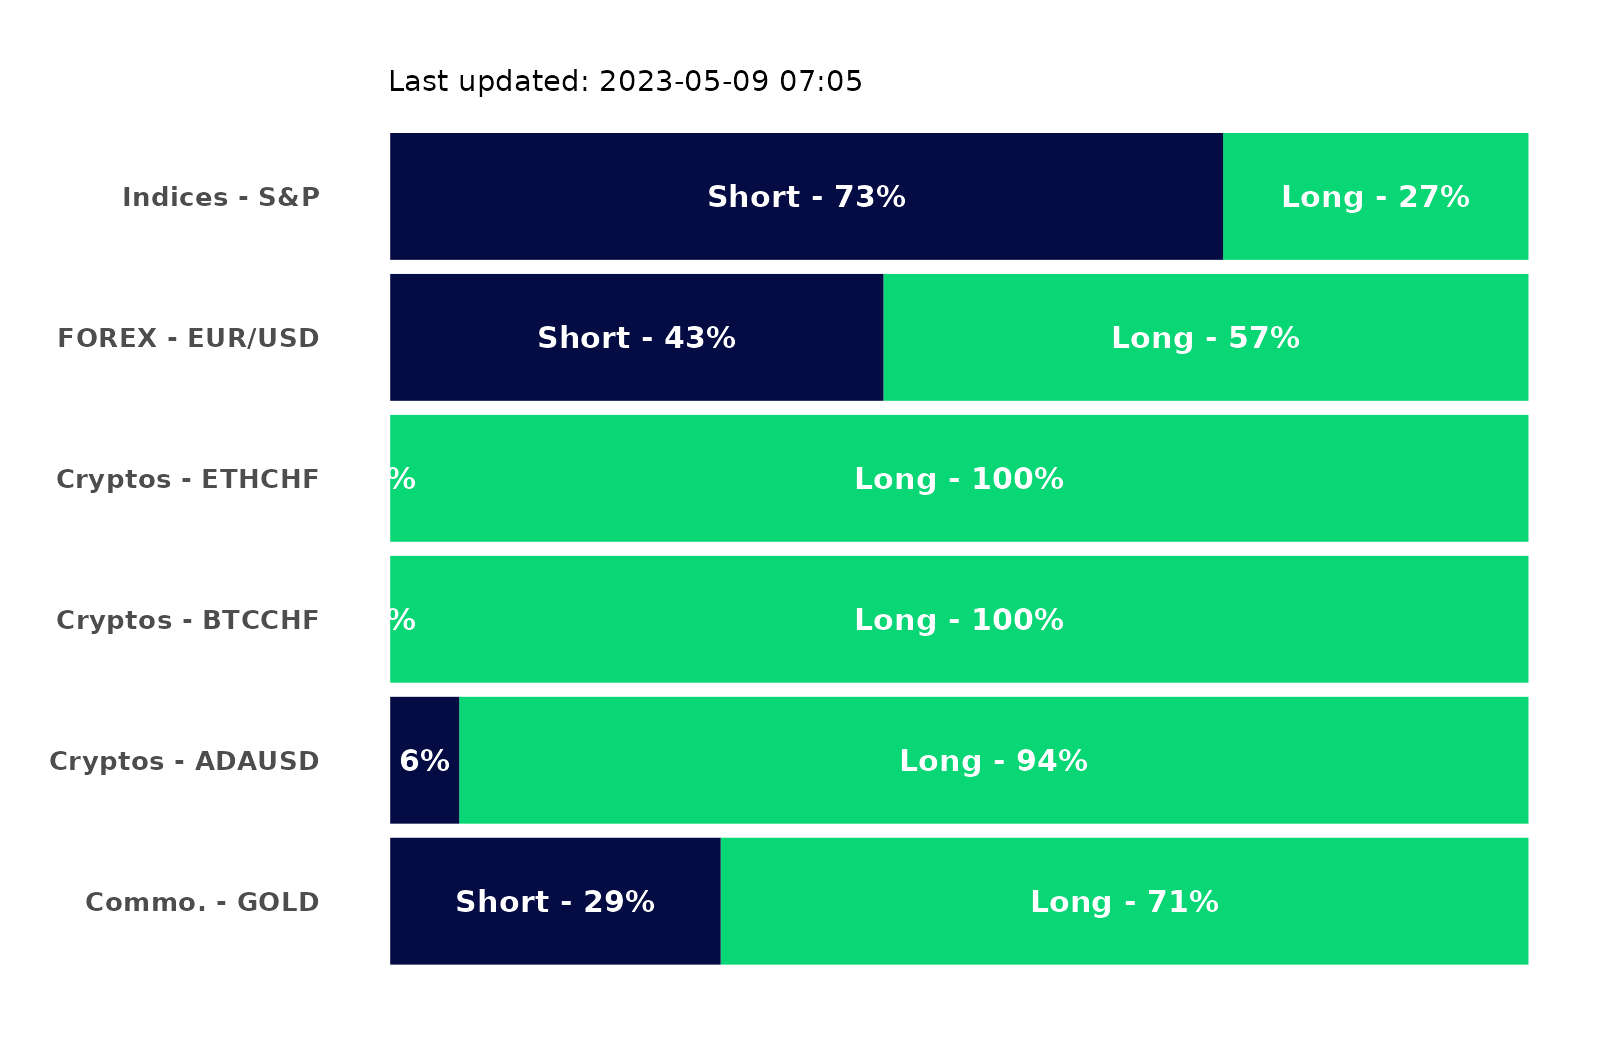 Last updated: 2023-05-09 07:05
Indices - S&P Short - 73% Long - 27%
FOREX - EUR/USD Short - 43% Long - 57%
Cryptos - ETHCHF % Long - 100%
Cryptos - BTCCHF % Long - 100%
Cryptos - ADAUSD 6% Long - 94%
Commo. - GOLD Short - 29% Long - 71%